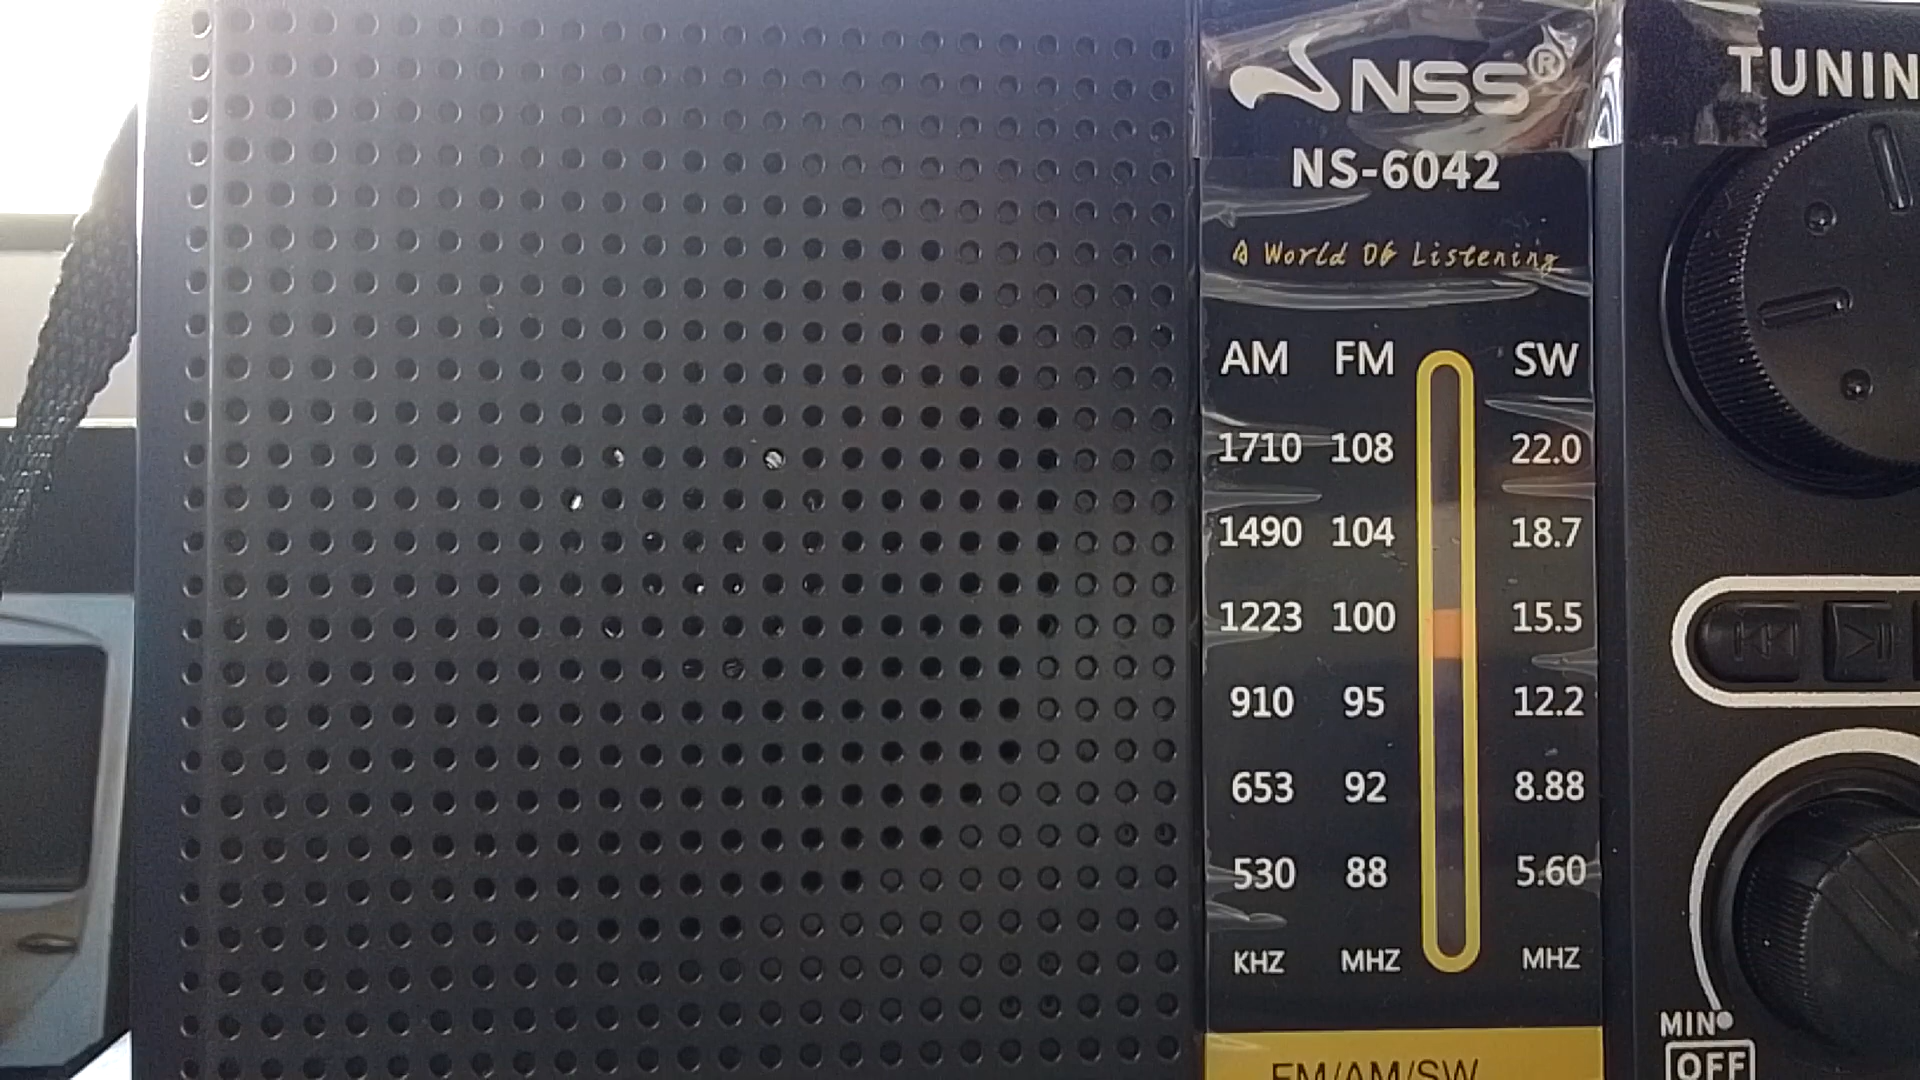 NSS®
NS-6042
A World Of Listening
AM FM SW
1710 108 22.0
1490 104 18.7
1223 100 15.5
910 95 12.2
653 92 8.88
530 88 5.60
KHZ MHZ MHZ
FM/AM/SW
TUNIN
MIN
OFF